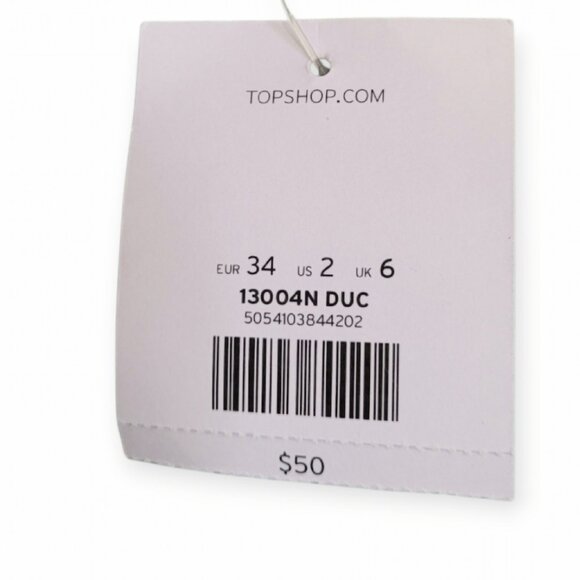 TOPSHOP.COM
EUR 34 US 2 UK 6
13004N DUC
5054103844202
$50